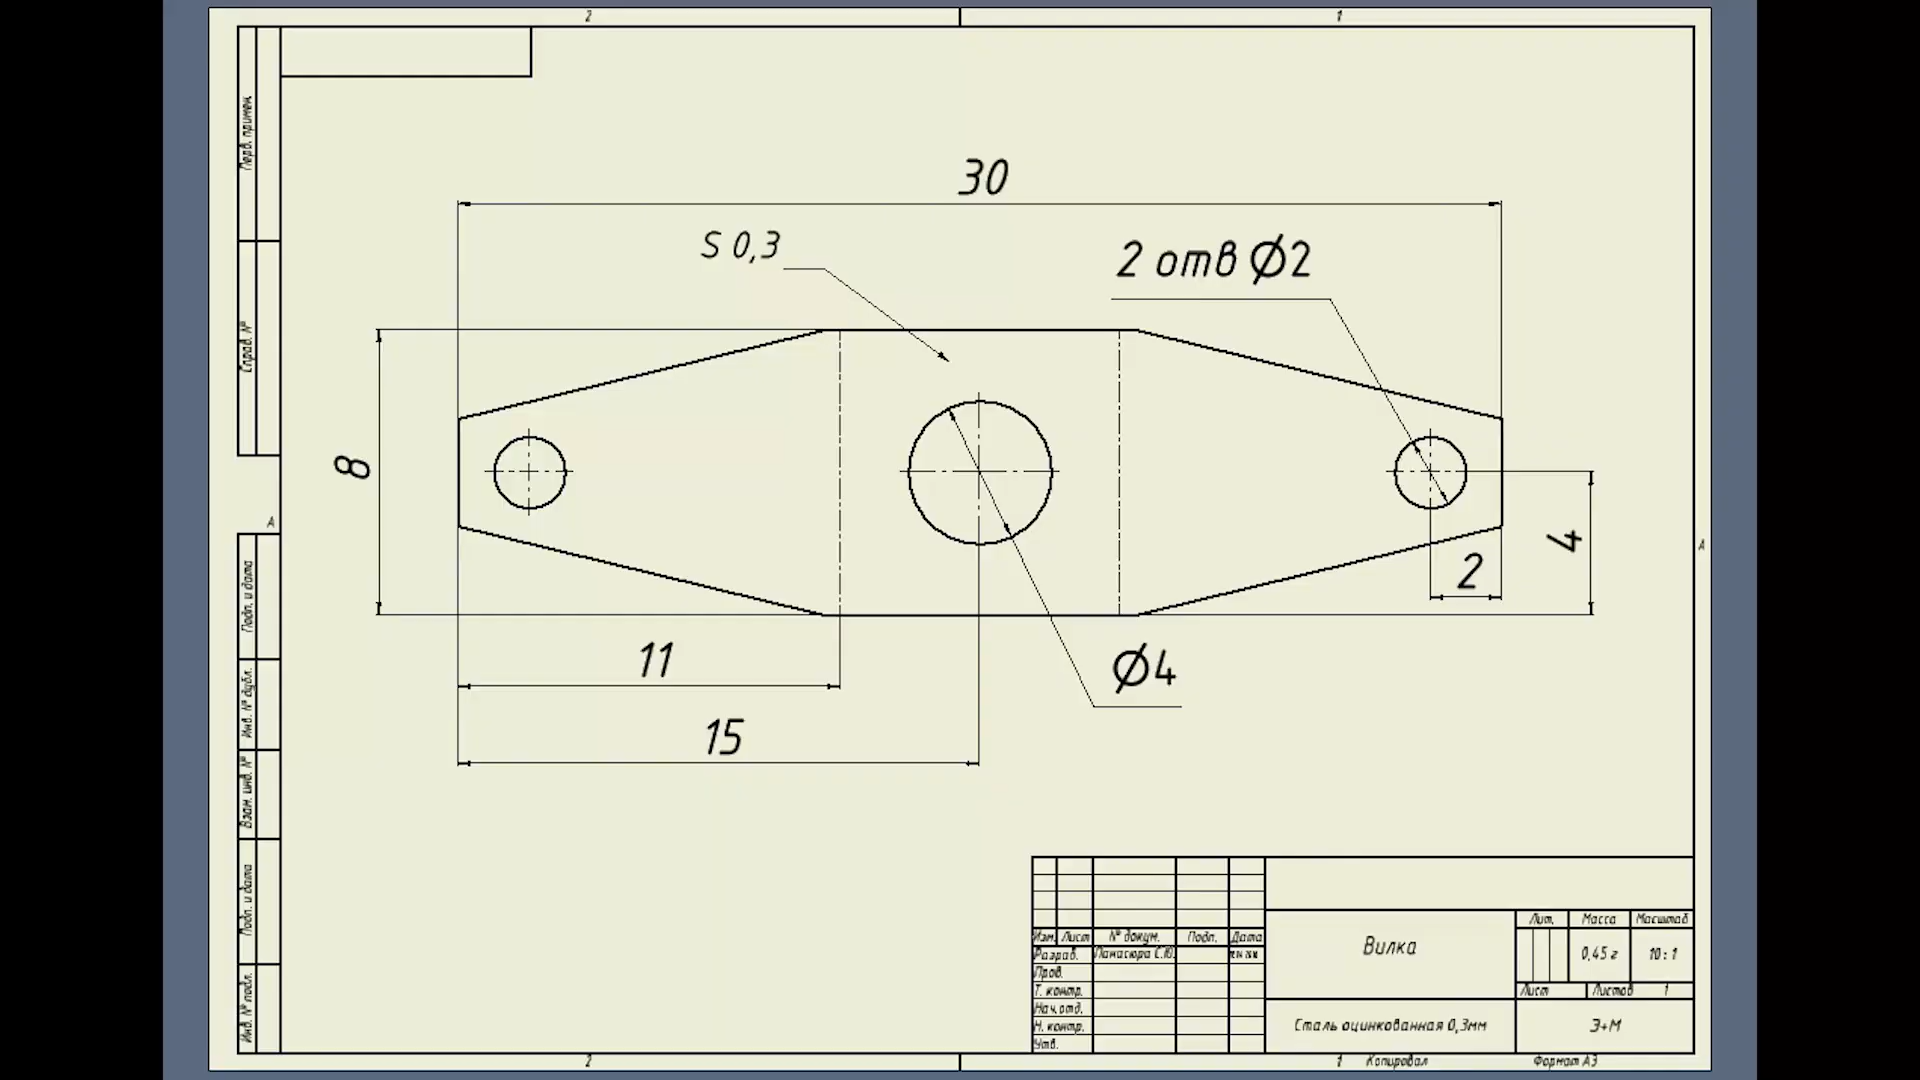 2
1
Перв. примен.
Справ. №
Подп. и дата
Инв. № дубл.
Взам. инв. №
Подп. и дата
Инв. № подл.
А
А
30
S 0,3
2 отв Ø2
8
4
2
11
Ø4
15
Изм. Лист № докум. Подп. Дата
Разраб. Панасюра С.Ю.
Пров.
Т. контр.
Нач. отд.
Н. контр.
Утв.
Вилка
Лит. Масса Масштаб
0,45 г 10:1
Лист Листов 1
Сталь оцинкованная 0,3мм
Э+М
2
1 Копировал Формат А3